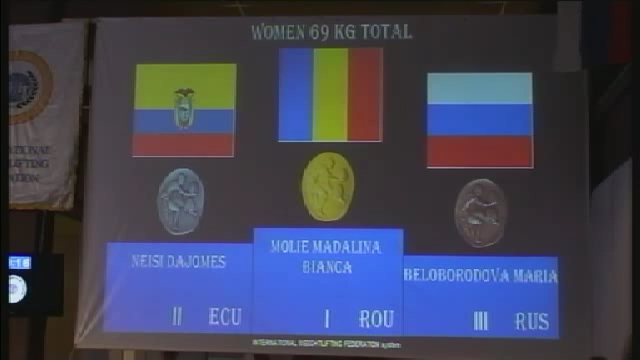 WOMEN 69 KG TOTAL
NEISI DAJOMES
II ECU
MOLIE MADALINA
BIANCA
I ROU
BELOBORODOVA MARIA
III RUS
INTERNATIONAL WEIGHTLIFTING FEDERATION system